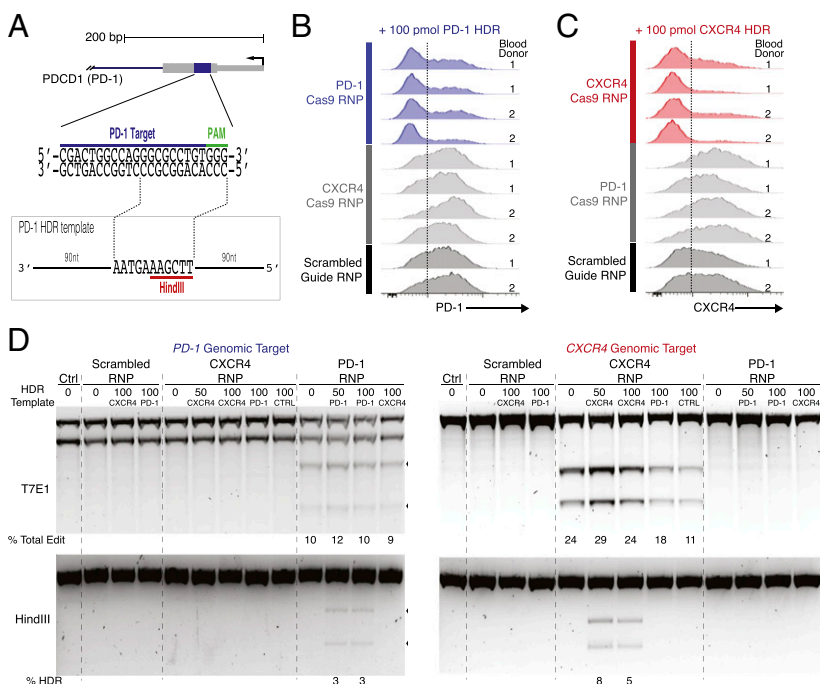 A
200 bp
PDCD1 (PD-1)
PD-1 Target PAM
5′-CGACTGGCCAGGGCGCCTGTGGG-3′
3′-GCTGACCGGTCCCGCGGACACCC-5′
PD-1 HDR template
3′ 90nt AATGAAAGCTT 90nt 5′
HindIII
B
+ 100 pmol PD-1 HDR
Blood
Donor
PD-1
Cas9 RNP
CXCR4
Cas9 RNP
Scrambled
Guide RNP
1
1
2
2
1
1
2
2
1
2
PD-1
C
+ 100 pmol CXCR4 HDR
Blood
Donor
CXCR4
Cas9 RNP
PD-1
Cas9 RNP
Scrambled
Guide RNP
1
1
2
2
1
1
2
2
1
2
CXCR4
D
PD-1 Genomic Target
Ctrl Scrambled RNP CXCR4 RNP PD-1 RNP
HDR Template
0 0 100 100 0 50 100 100 100 0 50 100 100
CXCR4 PD-1 CXCR4 CXCR4 PD-1 CTRL PD-1 PD-1 CXCR4
T7E1
% Total Edit 10 12 10 9
HindIII
% HDR 3 3
CXCR4 Genomic Target
Ctrl Scrambled RNP CXCR4 RNP PD-1 RNP
0 0 100 100 0 50 100 100 100 0 50 100 100
CXCR4 PD-1 CXCR4 CXCR4 PD-1 CTRL PD-1 PD-1 CXCR4
24 29 24 18 11
8 5